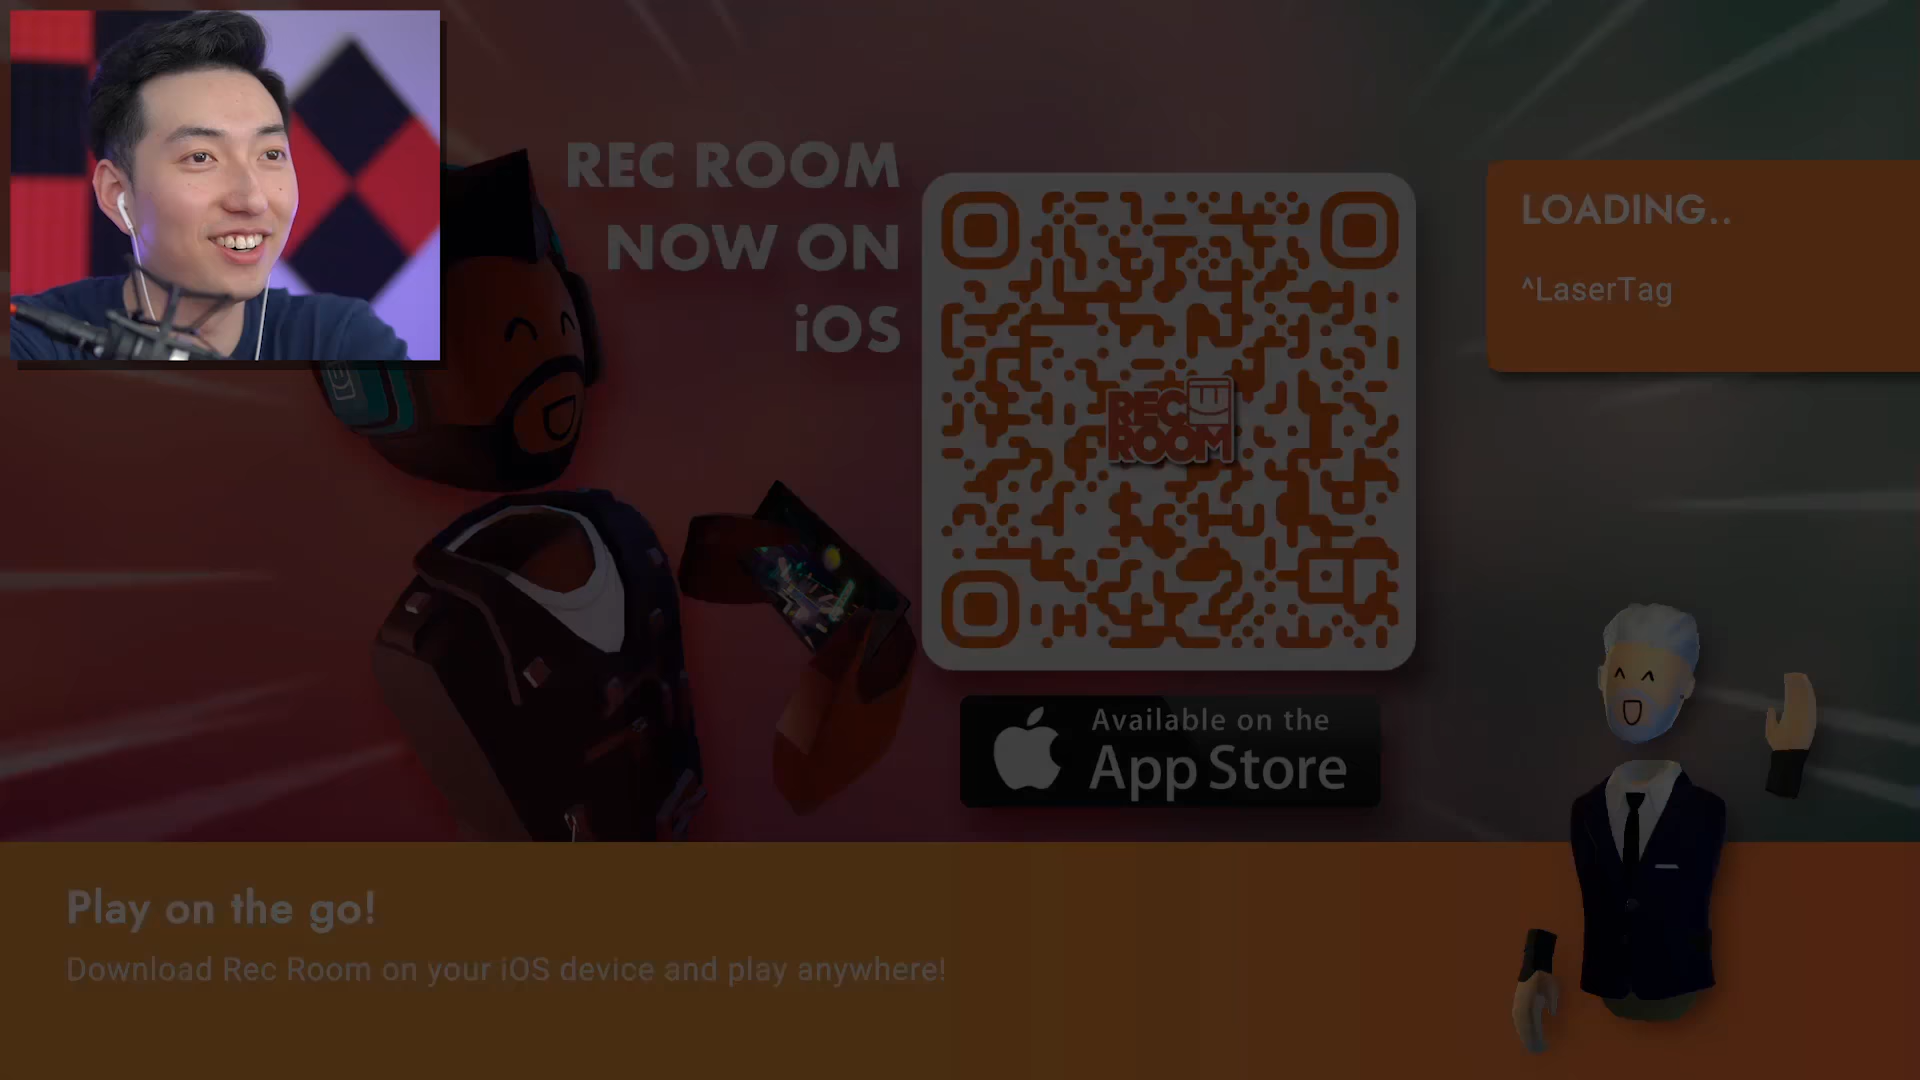 REC ROOM
NOW ON
iOS
REC
ROOM
Available on the
App Store
LOADING..
^LaserTag
Play on the go!
Download Rec Room on your iOS device and play anywhere!